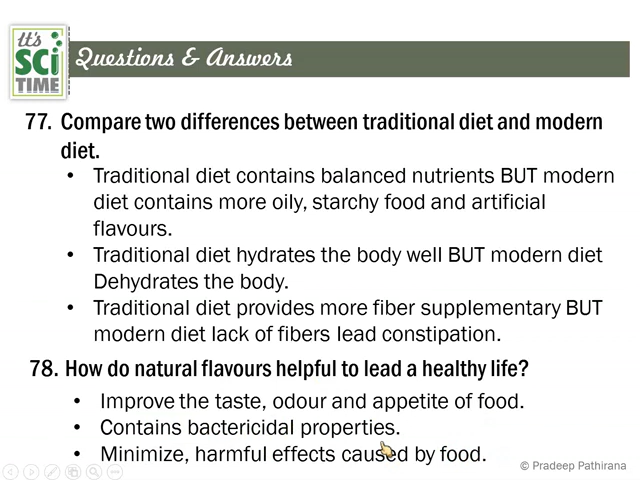 It's
SCi
TIME
Questions & Answers
77. Compare two differences between traditional diet and modern
diet.
• Traditional diet contains balanced nutrients BUT modern
diet contains more oily, starchy food and artificial
flavours.
• Traditional diet hydrates the body well BUT modern diet
Dehydrates the body.
• Traditional diet provides more fiber supplementary BUT
modern diet lack of fibers lead constipation.
78. How do natural flavours helpful to lead a healthy life?
• Improve the taste, odour and appetite of food.
• Contains bactericidal properties.
• Minimize, harmful effects caused by food.
© Pradeep Pathirana